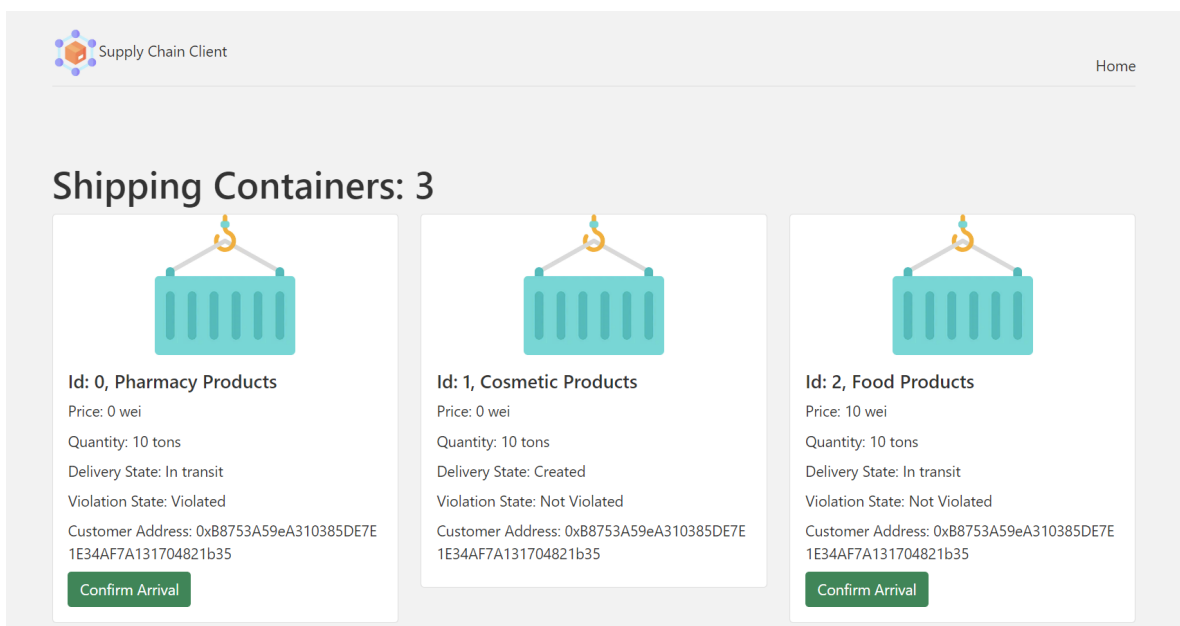 Supply Chain Client
Home
Shipping Containers: 3
Id: 0, Pharmacy Products
Price: 0 wei
Quantity: 10 tons
Delivery State: In transit
Violation State: Violated
Customer Address: 0xB8753A59eA310385DE7E
1E34AF7A131704821b35
Confirm Arrival
Id: 1, Cosmetic Products
Price: 0 wei
Quantity: 10 tons
Delivery State: Created
Violation State: Not Violated
Customer Address: 0xB8753A59eA310385DE7E
1E34AF7A131704821b35
Id: 2, Food Products
Price: 10 wei
Quantity: 10 tons
Delivery State: In transit
Violation State: Not Violated
Customer Address: 0xB8753A59eA310385DE7E
1E34AF7A131704821b35
Confirm Arrival